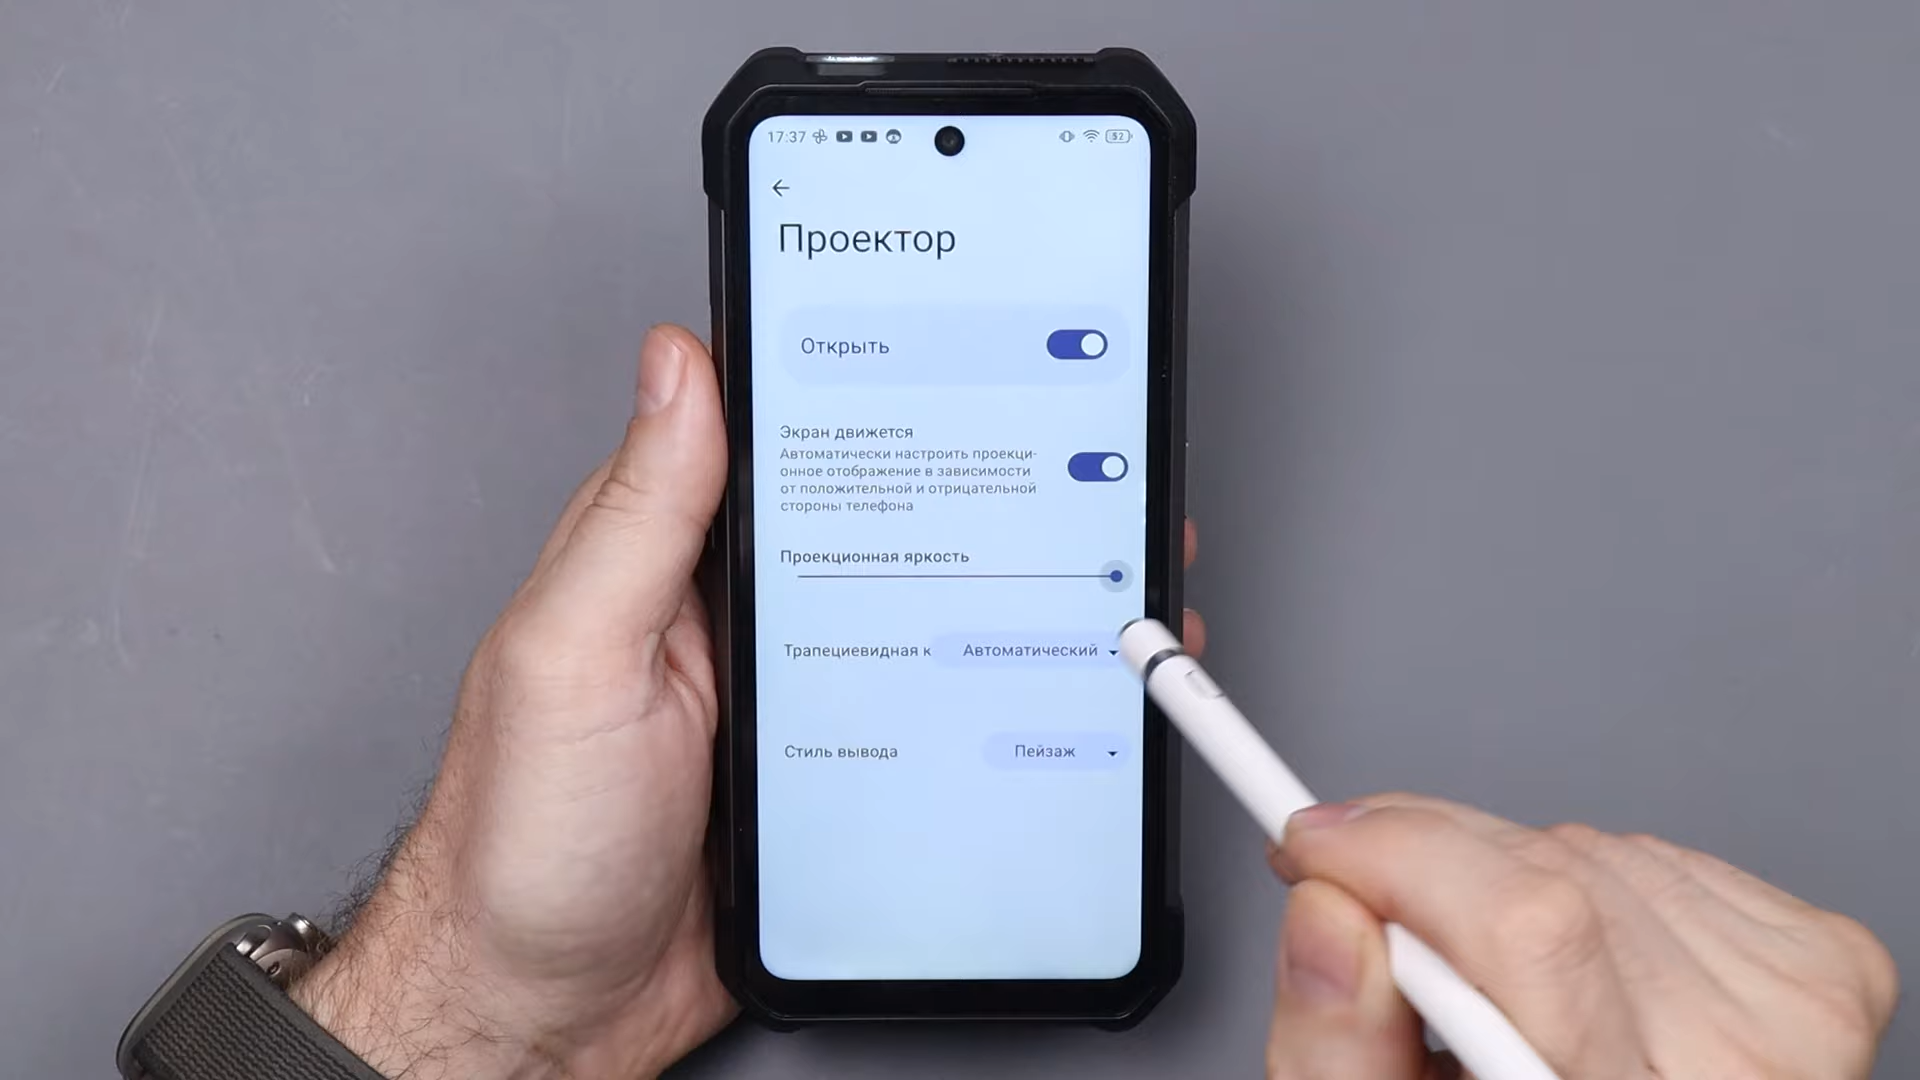 17:37
52
Проектор
Открыть
Экран движется
Автоматически настроить проекци-
онное отображение в зависимости
от положительной и отрицательной
стороны телефона
Проекционная яркость
Трапециевидная к Автоматический
Стиль вывода Пейзаж